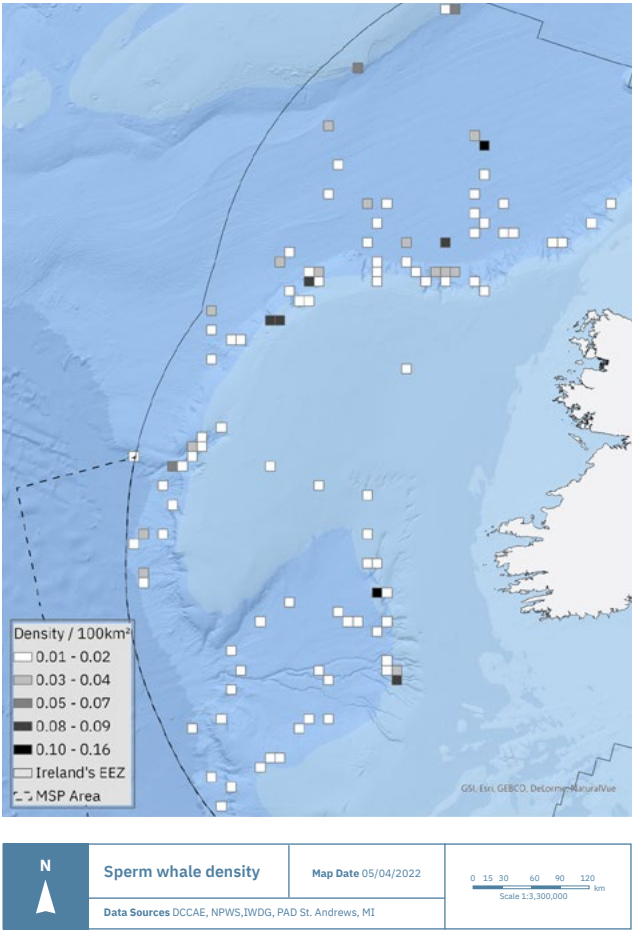 Density / 100km²
0.01 - 0.02
0.03 - 0.04
0.05 - 0.07
0.08 - 0.09
0.10 - 0.16
Ireland's EEZ
MSP Area
GSI, Esri, GEBCO, DeLorme, NaturalVue
N
Sperm whale density
Map Date 05/04/2022
Data Sources DCCAE, NPWS,IWDG, PAD St. Andrews, MI
0 15 30 60 90 120
km
Scale 1:3,300,000